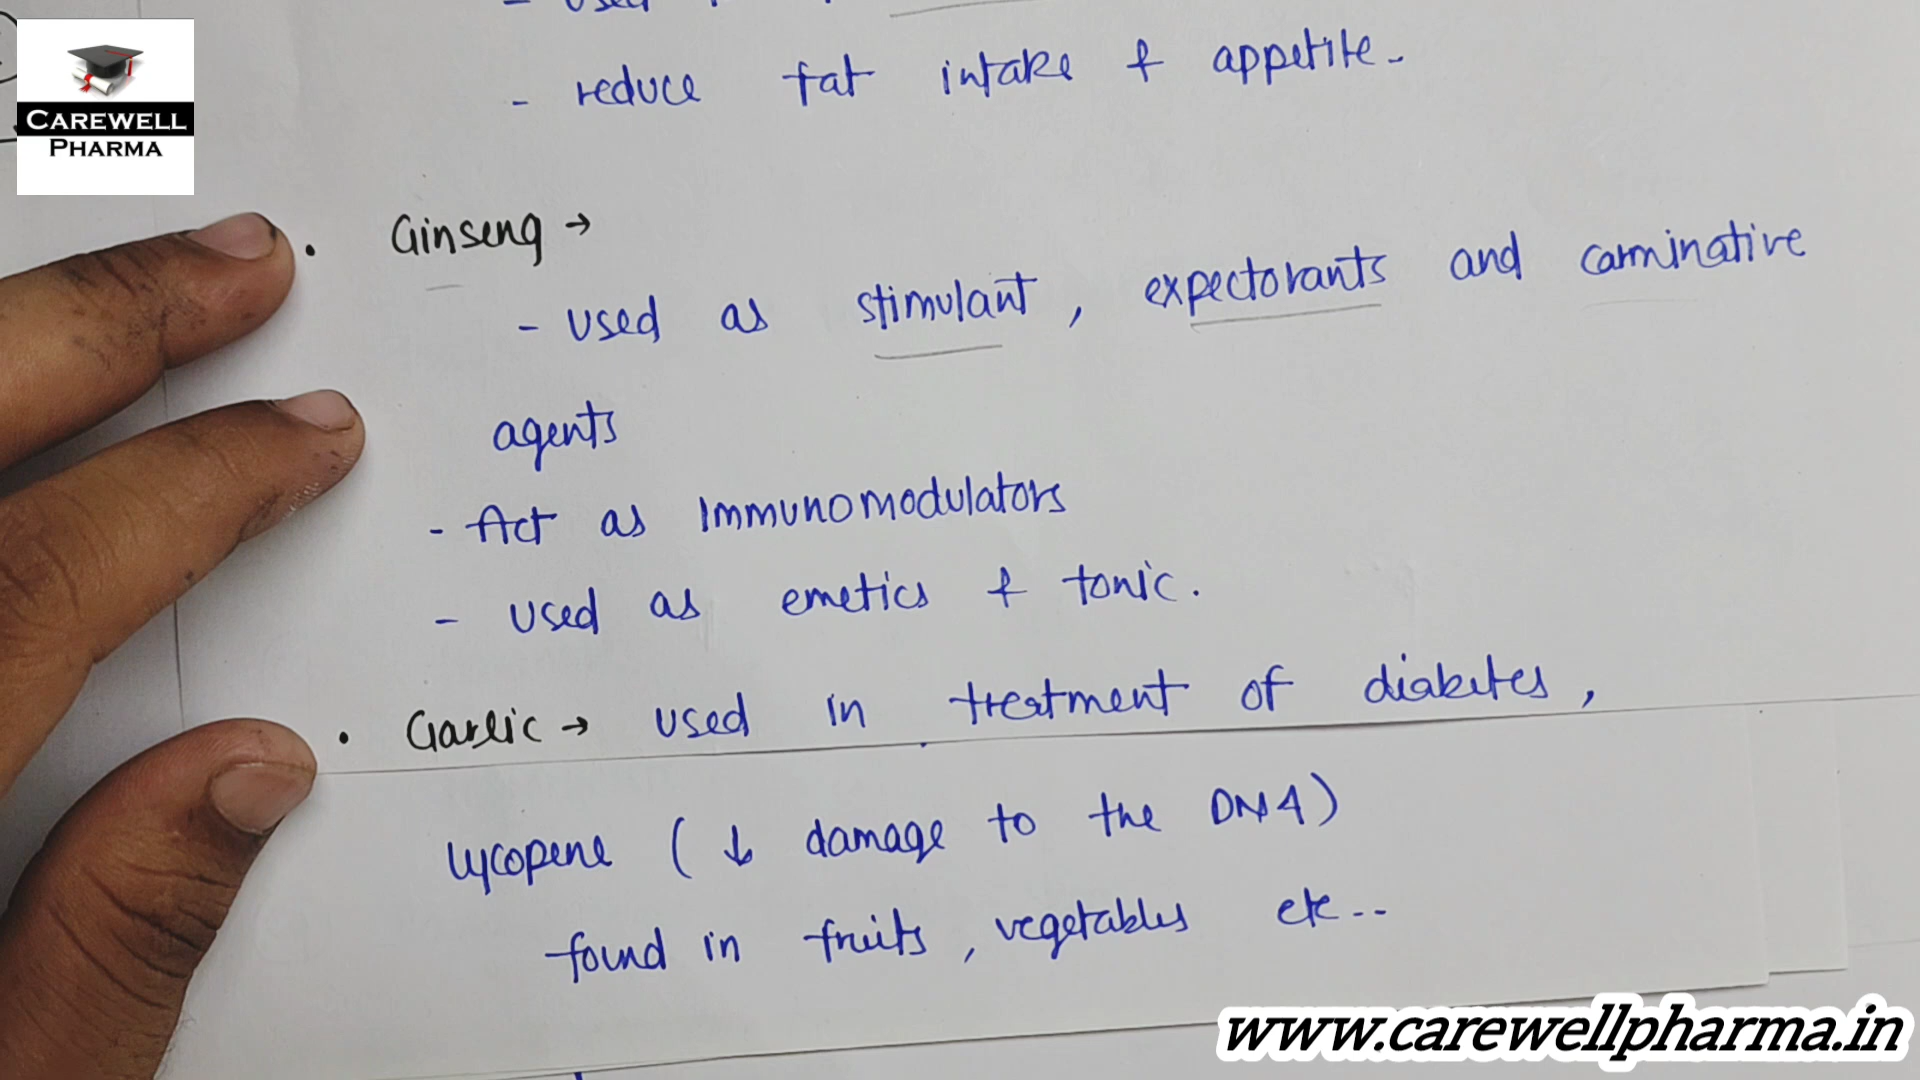 - used
- reduce fat intake & appetite.
CAREWELL
PHARMA
• Ginseng →
- used as stimulant, expectorants and carminative
agents
- Act as Immunomodulators
- used as emetics & tonic.
• Garlic → used in treatment of diabetes,
Lycopene (↓ damage to the DNA)
found in fruits, vegetables etc..
www.carewellpharma.in